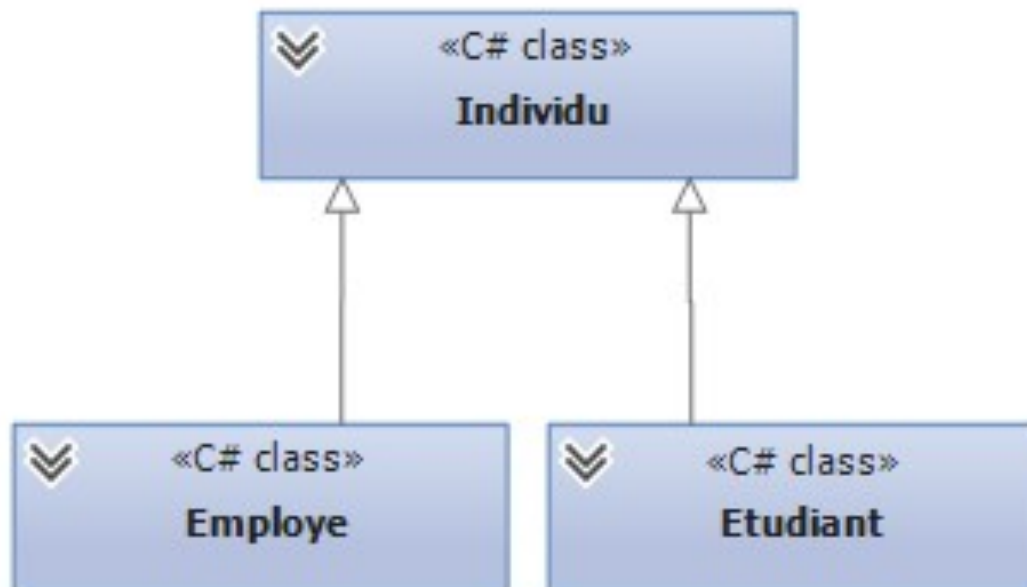 «C# class»
Individu
«C# class»
Employe
«C# class»
Etudiant